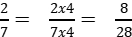 2/7 = 2x4/7x4 = 8/28